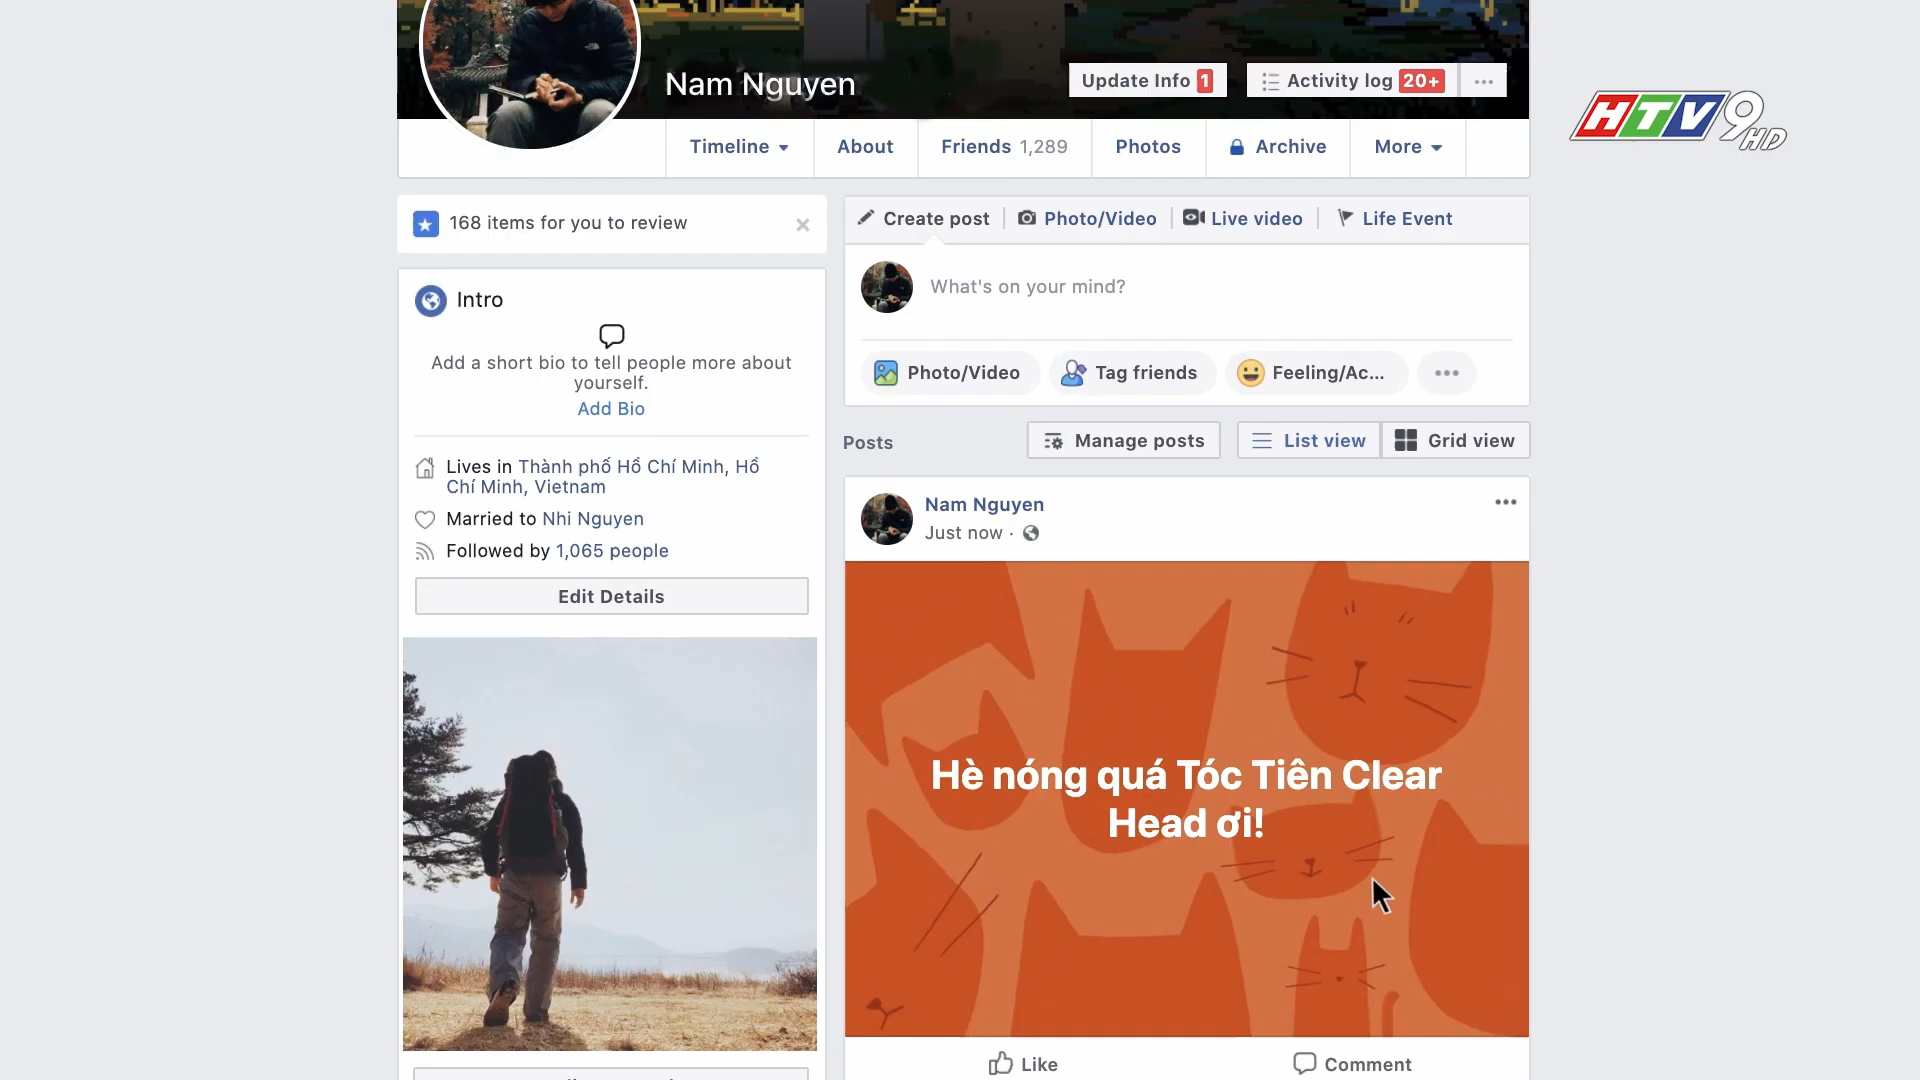 Nam Nguyen
Update Info 1
Activity log 20+
HTV9 HD
Timeline
About
Friends 1,289
Photos
Archive
More
168 items for you to review
Create post
Photo/Video
Live video
Life Event
What's on your mind?
Intro
Add a short bio to tell people more about
yourself.
Add Bio
Photo/Video
Tag friends
Feeling/Ac...
Posts
Manage posts
List view
Grid view
Lives in Thành phố Hồ Chí Minh, Hồ
Chí Minh, Vietnam
Married to Nhi Nguyen
Followed by 1,065 people
Edit Details
Nam Nguyen
Just now ·
Hè nóng quá Tóc Tiên Clear
Head ơi!
Like
Comment